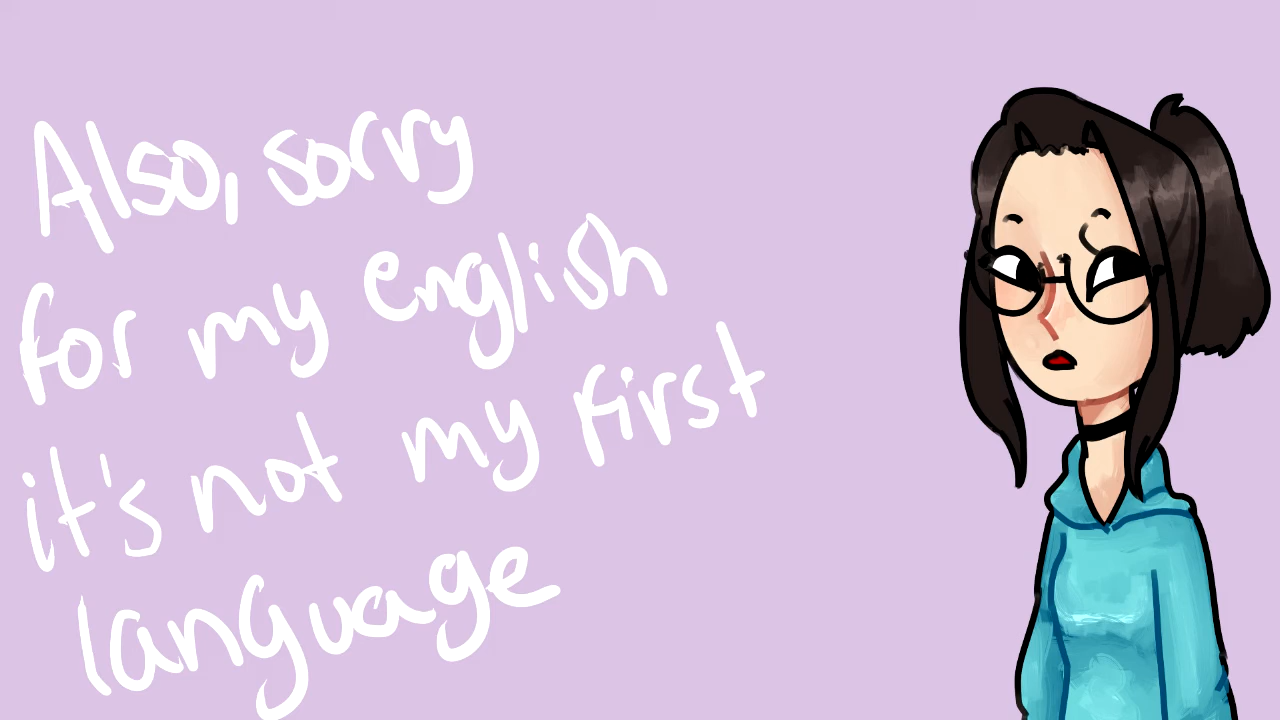 Also, sorry
for my english
it's not my first
language